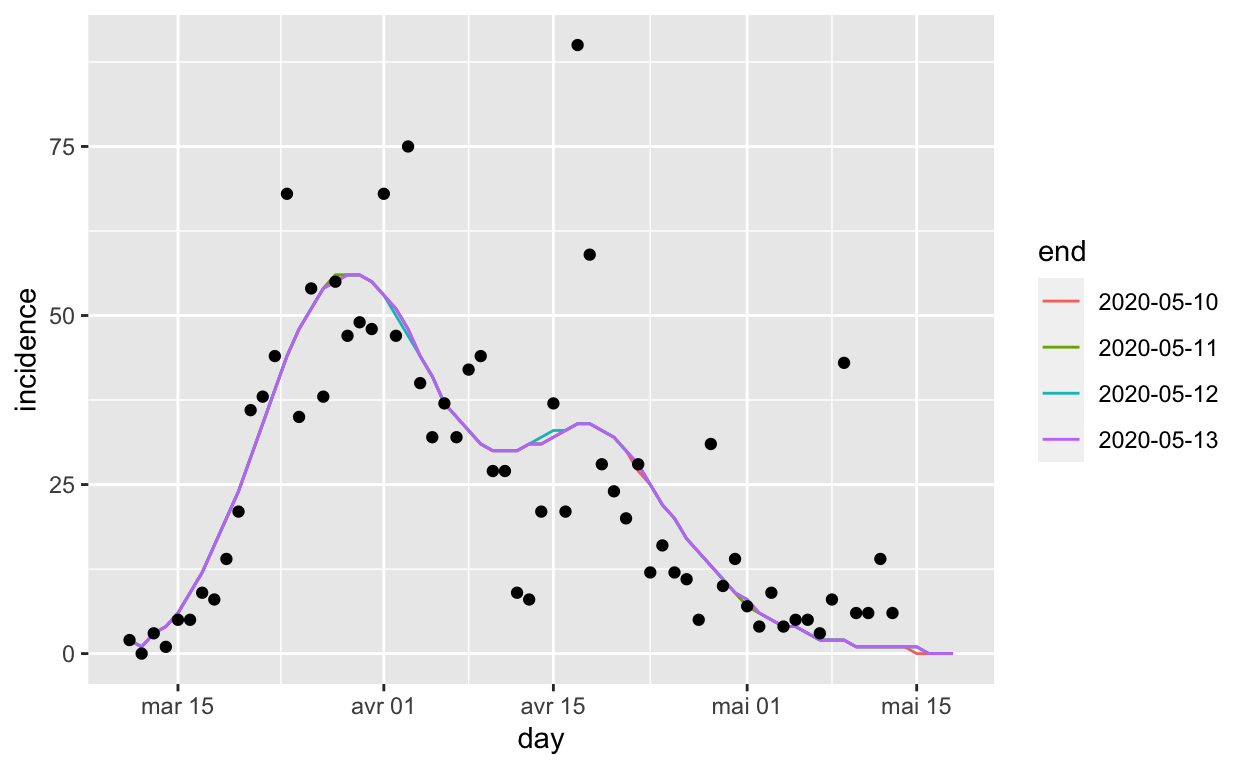 incidence
75
50
25
0
mar 15
avr 01
avr 15
mai 01
mai 15
day
end
2020-05-10
2020-05-11
2020-05-12
2020-05-13